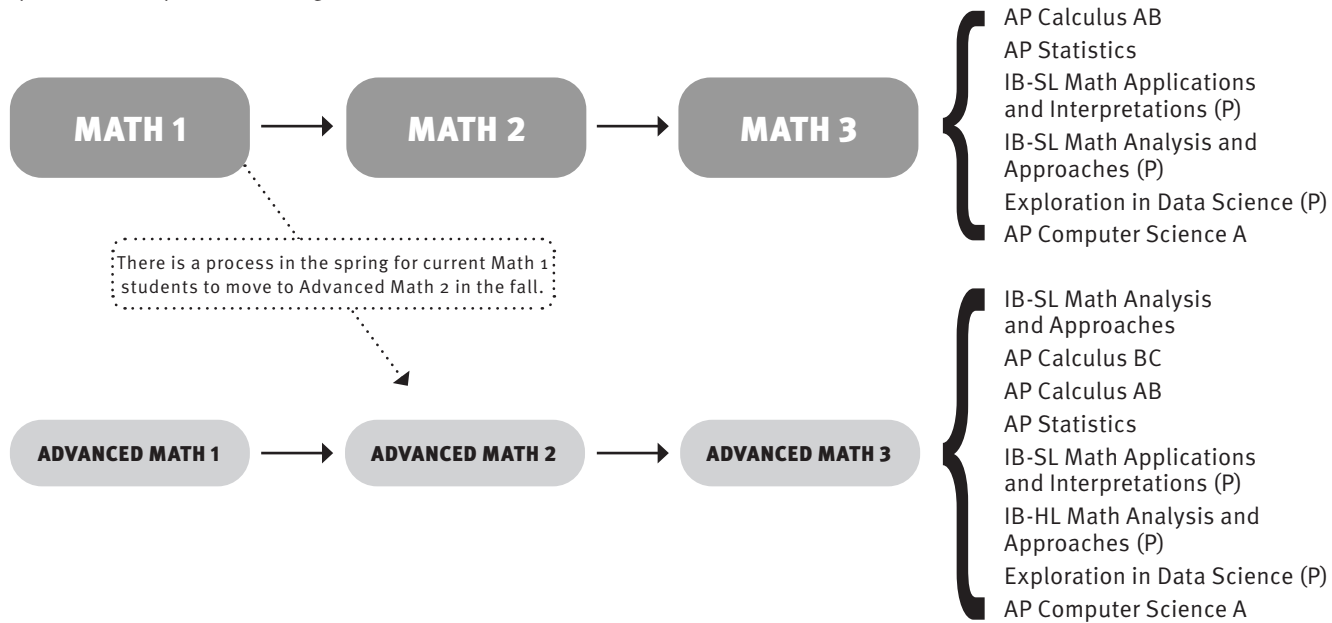 MATH 1
MATH 2
MATH 3
AP Calculus AB
AP Statistics
IB-SL Math Applications
and Interpretations (P)
IB-SL Math Analysis and
Approaches (P)
Exploration in Data Science (P)
AP Computer Science A
There is a process in the spring for current Math 1
students to move to Advanced Math 2 in the fall.
ADVANCED MATH 1
ADVANCED MATH 2
ADVANCED MATH 3
IB-SL Math Analysis
and Approaches
AP Calculus BC
AP Calculus AB
AP Statistics
IB-SL Math Applications
and Interpretations (P)
IB-HL Math Analysis and
Approaches (P)
Exploration in Data Science (P)
AP Computer Science A